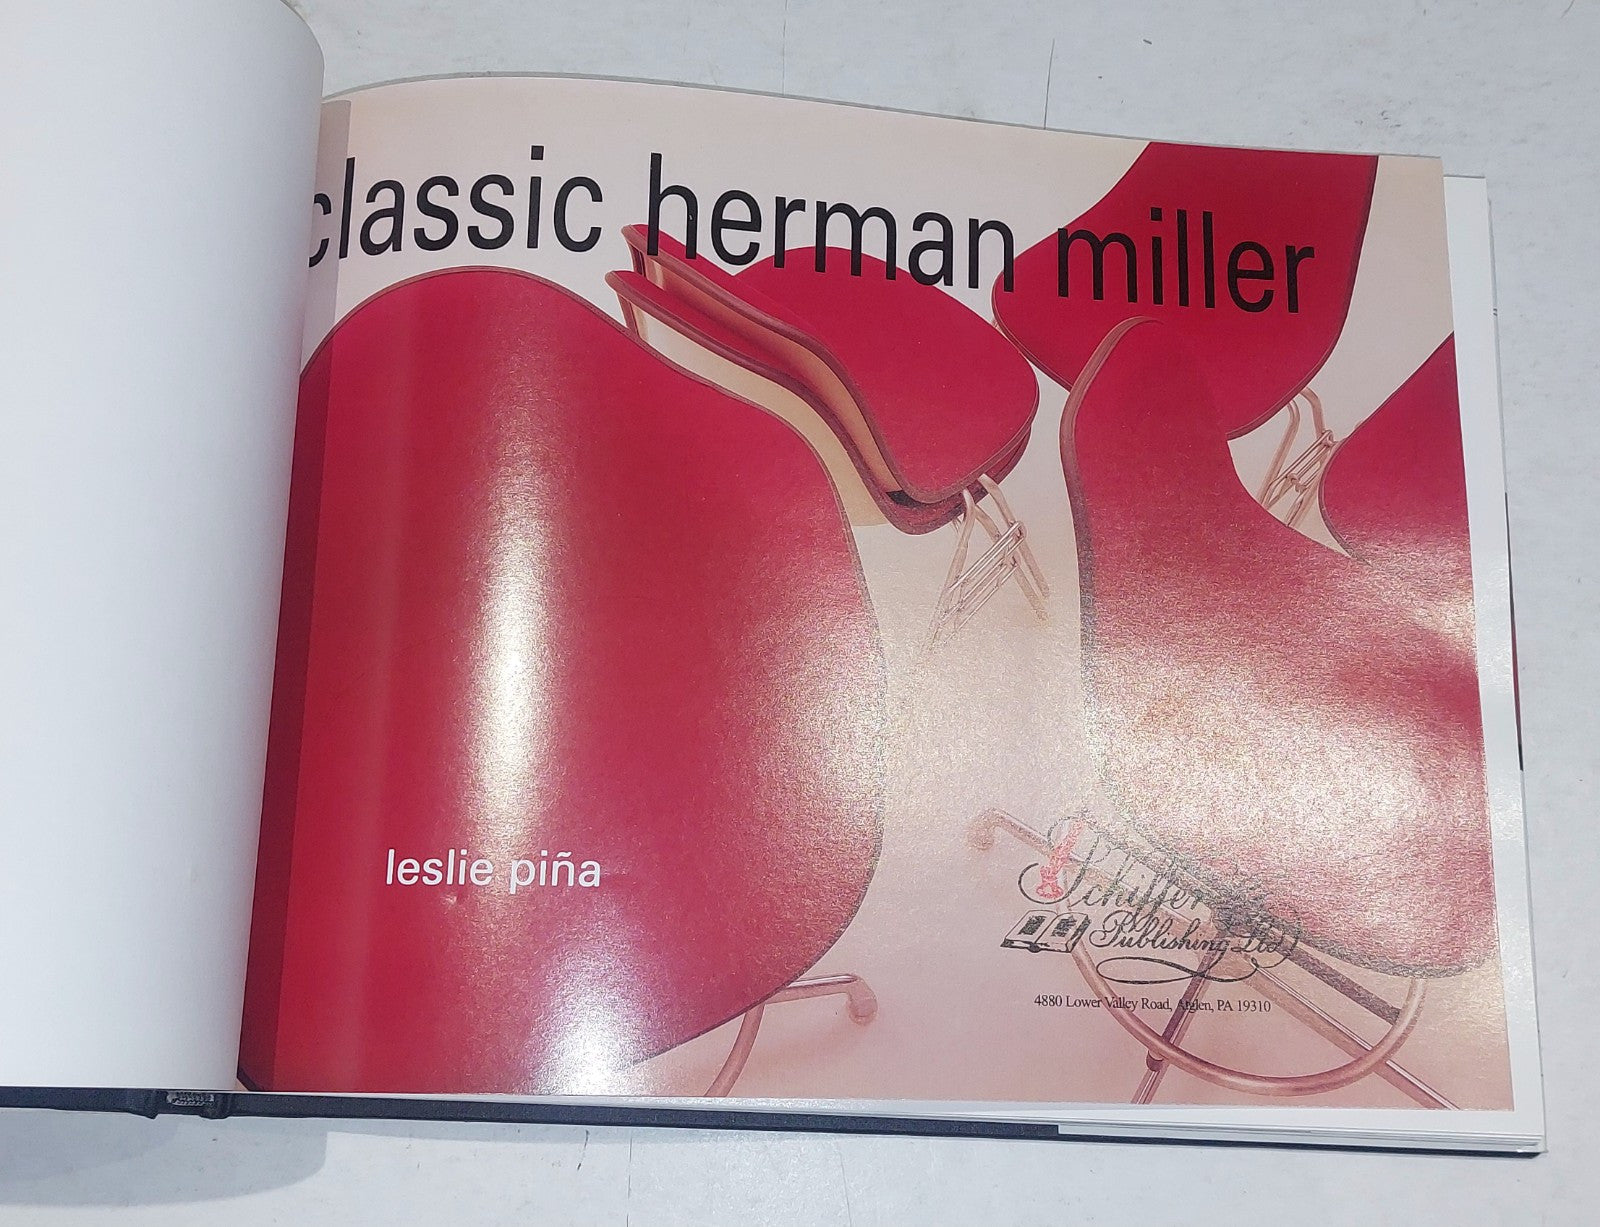 classic herman miller
leslie piña
Schiffer
Publishing Ltd
4880 Lower Valley Road, Atglen, PA 19310